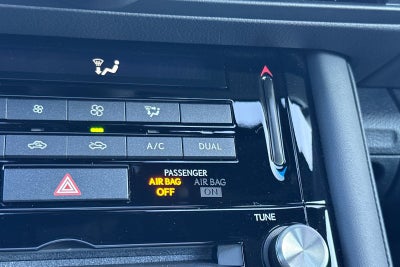 A/C DUAL
PASSENGER
AIR BAG AIR BAG
OFF ON
TUNE